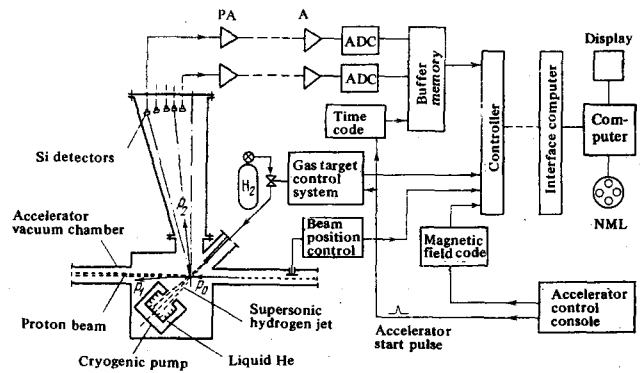 PA
A
ADC
ADC
Buffer
memory
Controller
Interface computer
Display
Com-
puter
NML
Time
code
Si detectors
H2
Gas target
control
system
Accelerator
vacuum chamber
p2
Beam
position
control
Magnetic
field code
p1
p0
Proton beam
Supersonic
hydrogen jet
Accelerator
start pulse
Accelerator
control
console
Cryogenic pump
Liquid He